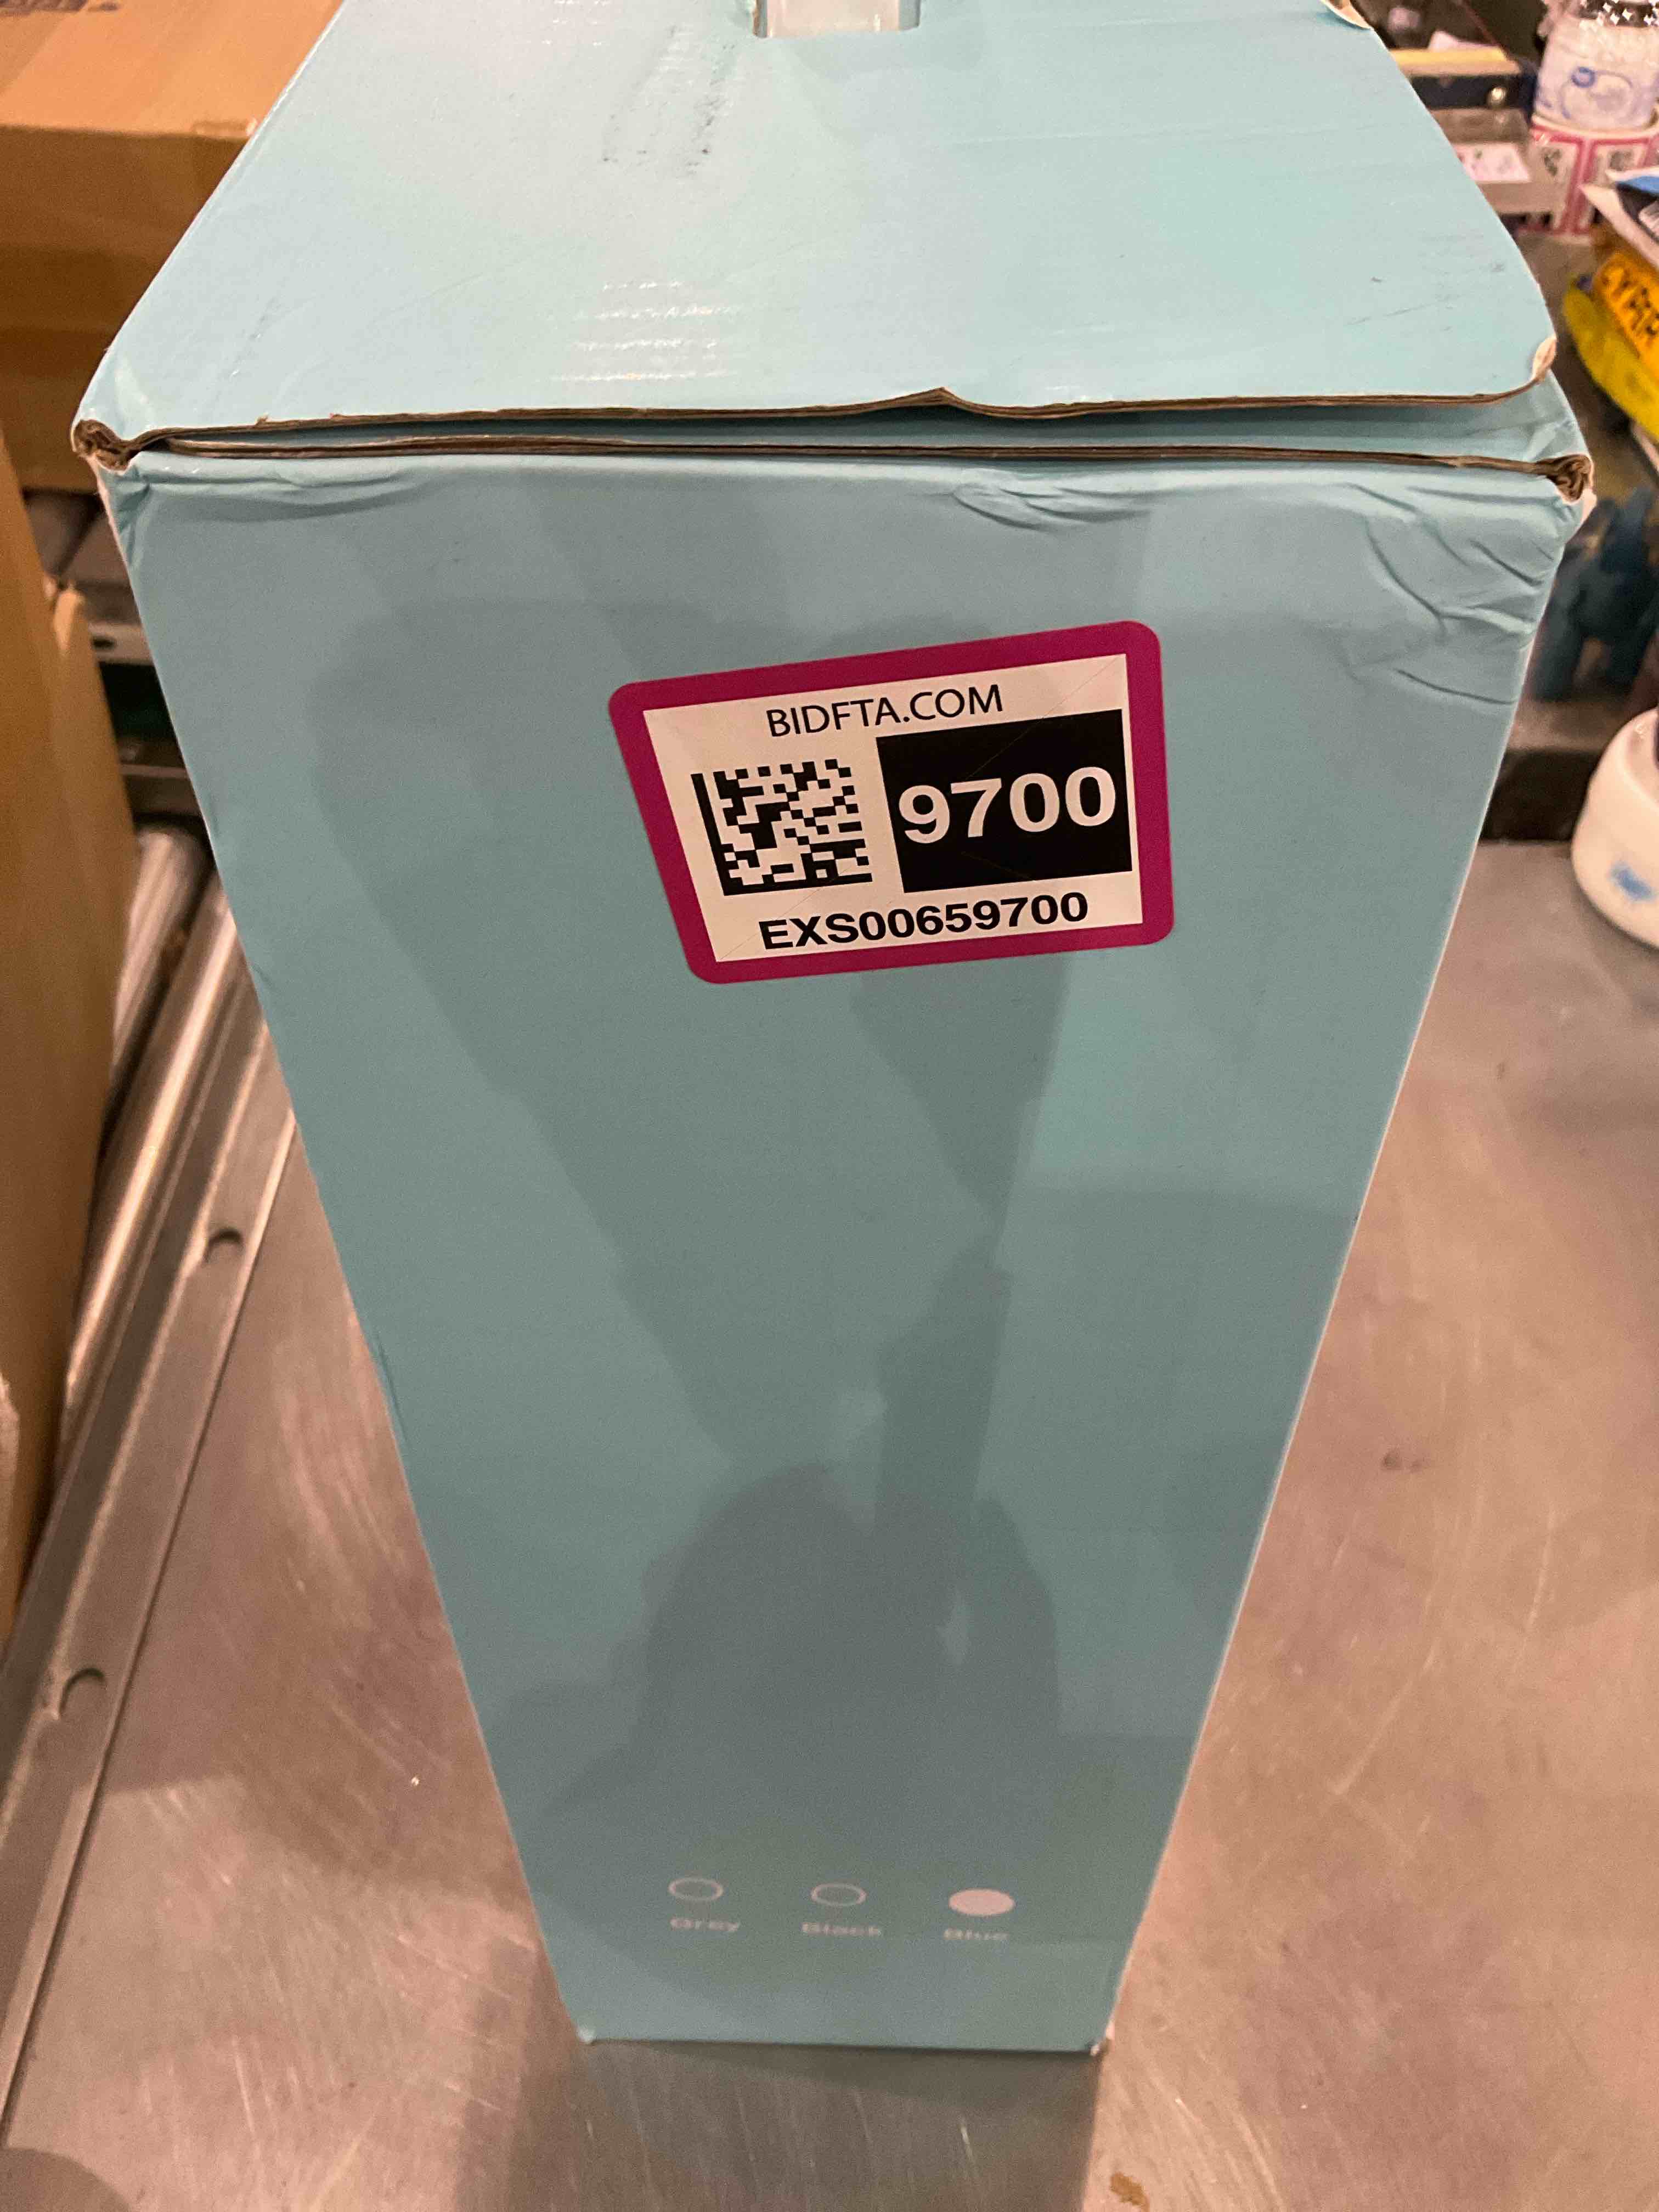 BIDFTA.COM
9700
EXS00659700
Grey Black Blue